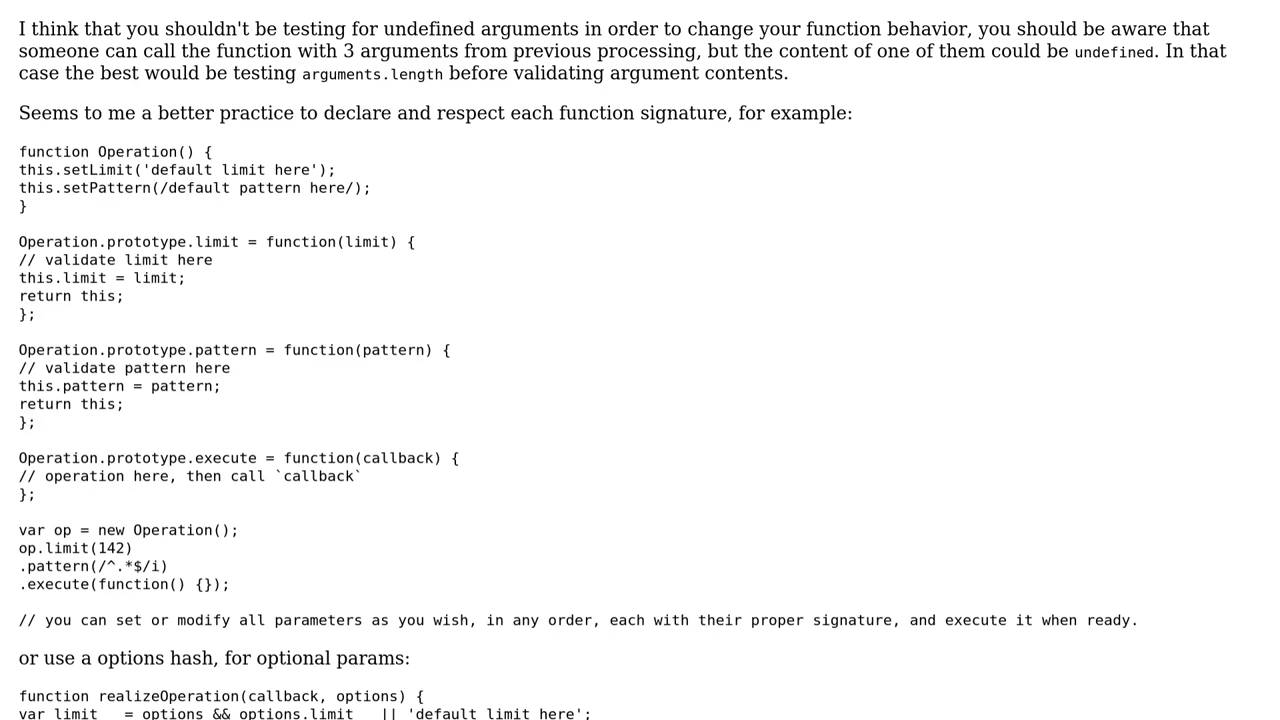 I think that you shouldn't be testing for undefined arguments in order to change your function behavior, you should be aware that
someone can call the function with 3 arguments from previous processing, but the content of one of them could be undefined. In that
case the best would be testing arguments.length before validating argument contents.
Seems to me a better practice to declare and respect each function signature, for example:
function Operation() {
this.setLimit('default limit here');
this.setPattern(/default pattern here/);
}
Operation.prototype.limit = function(limit) {
// validate limit here
this.limit = limit;
return this;
};
Operation.prototype.pattern = function(pattern) {
// validate pattern here
this.pattern = pattern;
return this;
};
Operation.prototype.execute = function(callback) {
// operation here, then call `callback`
};
var op = new Operation();
op.limit(142)
.pattern(/^.*$/i)
.execute(function() {});
// you can set or modify all parameters as you wish, in any order, each with their proper signature, and execute it when ready.
or use a options hash, for optional params:
function realizeOperation(callback, options) {
var limit   = options && options.limit   || 'default limit here';